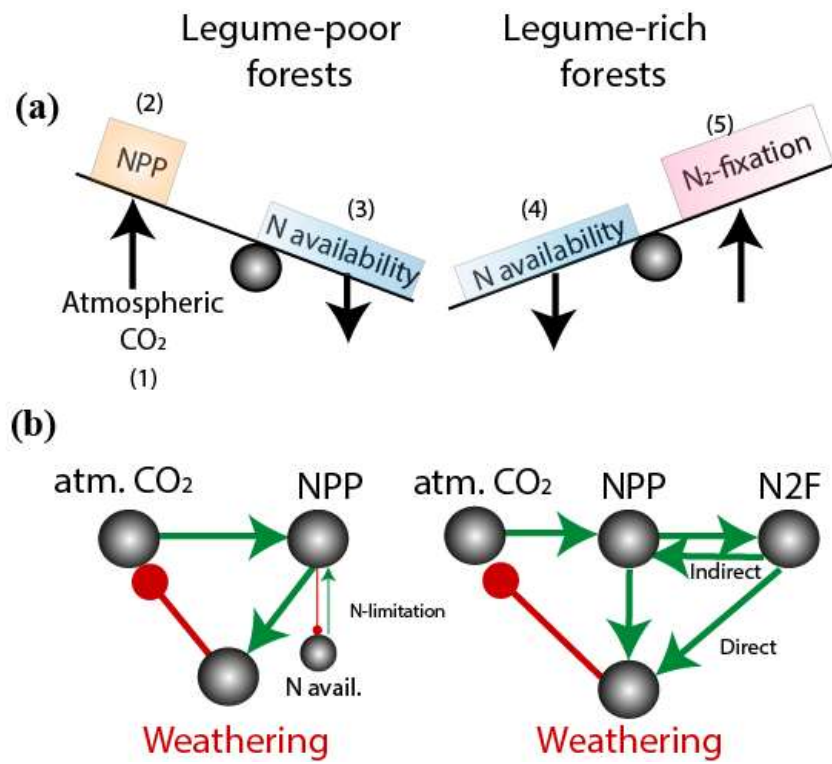 Legume-poor
forests
Legume-rich
forests
(a)
(2)
NPP
(3)
N availability
Atmospheric
CO₂
(1)
(4)
N availability
(5)
N₂-fixation
(b)
atm. CO₂
NPP
N-limitation
N avail.
Weathering
atm. CO₂
NPP
N2F
Indirect
Direct
Weathering